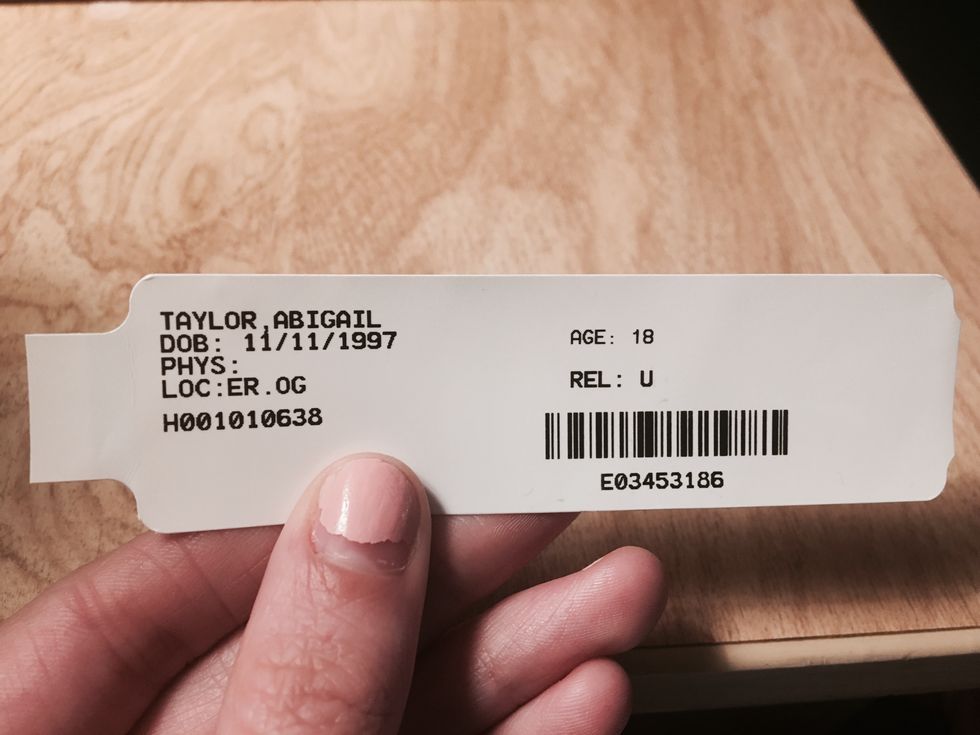 TAYLOR,ABIGAIL
DOB: 11/11/1997
PHYS:
LOC:ER.OG
H001010638
AGE: 18
REL: U
E03453186